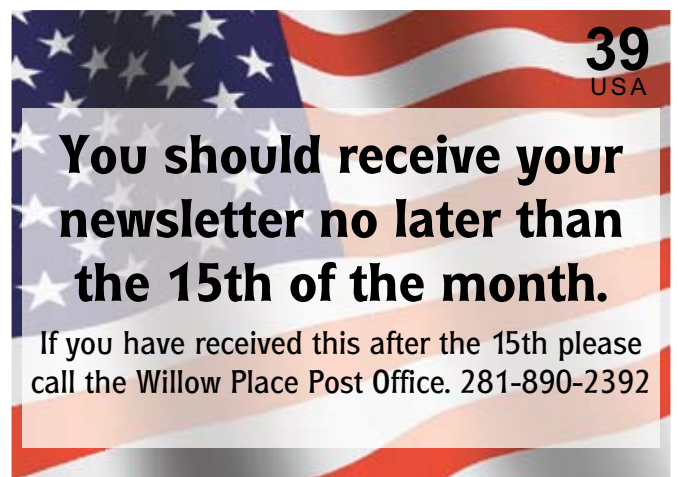 39
USA
You should receive your
newsletter no later than
the 15th of the month.
If you have received this after the 15th please
call the Willow Place Post Office. 281-890-2392